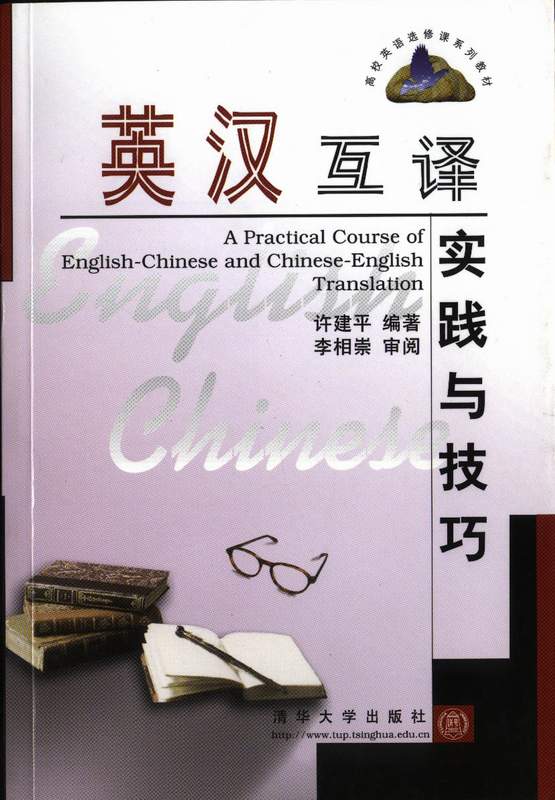 高校英语选修课系列教材
英汉互译
A Practical Course of
English-Chinese and Chinese-English
Translation
实践与技巧
许建平 编著
李相崇 审阅
English
Chinese
清华大学出版社
http://www.tup.tsinghua.edu.cn